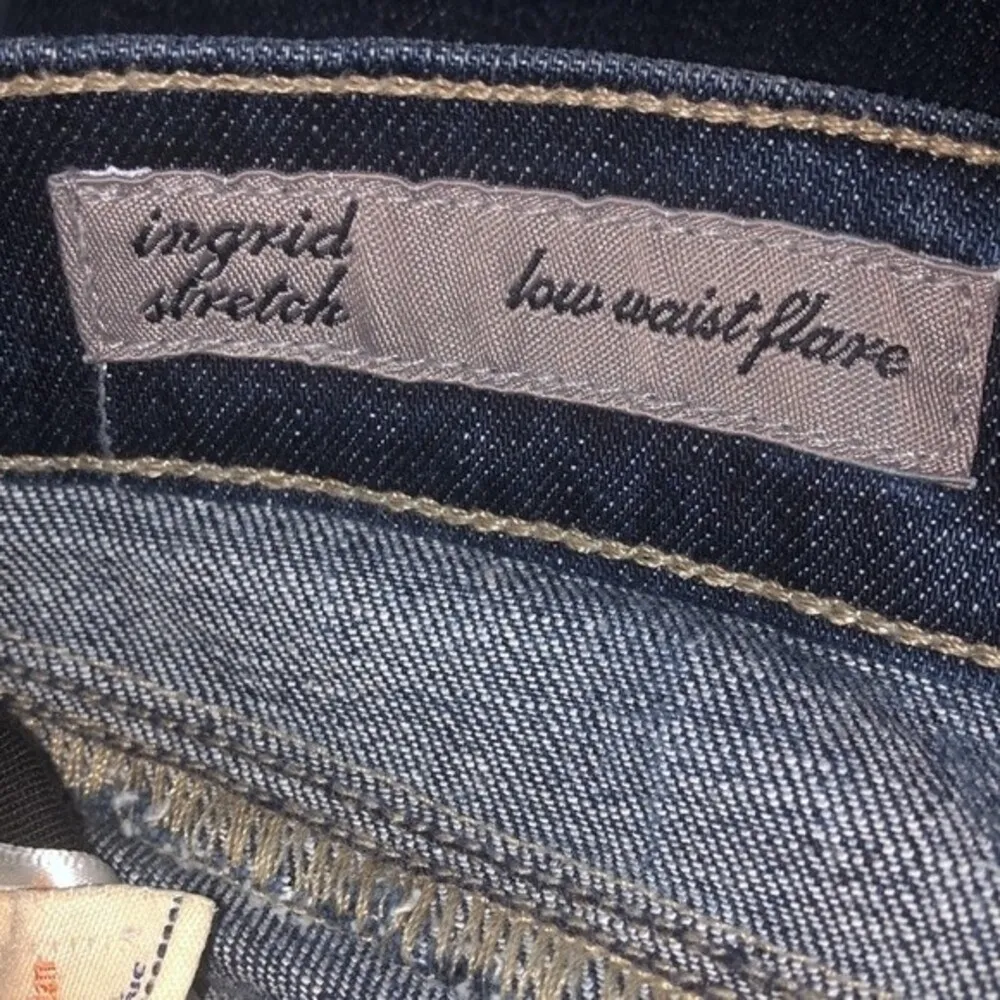 ingrid
stretch
low waist flare